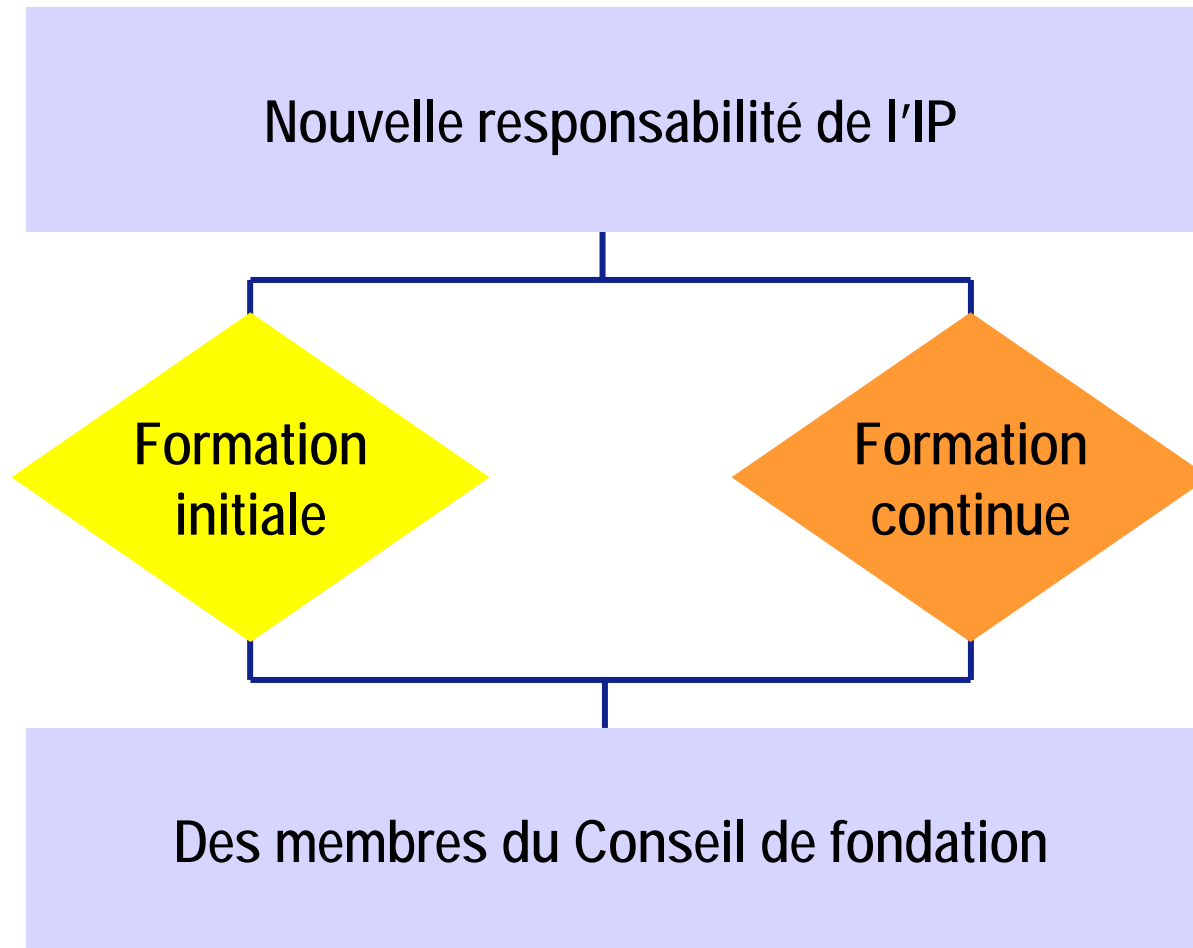 Nouvelle responsabilité de l’IP
Formation
initiale
Formation
continue
Des membres du Conseil de fondation